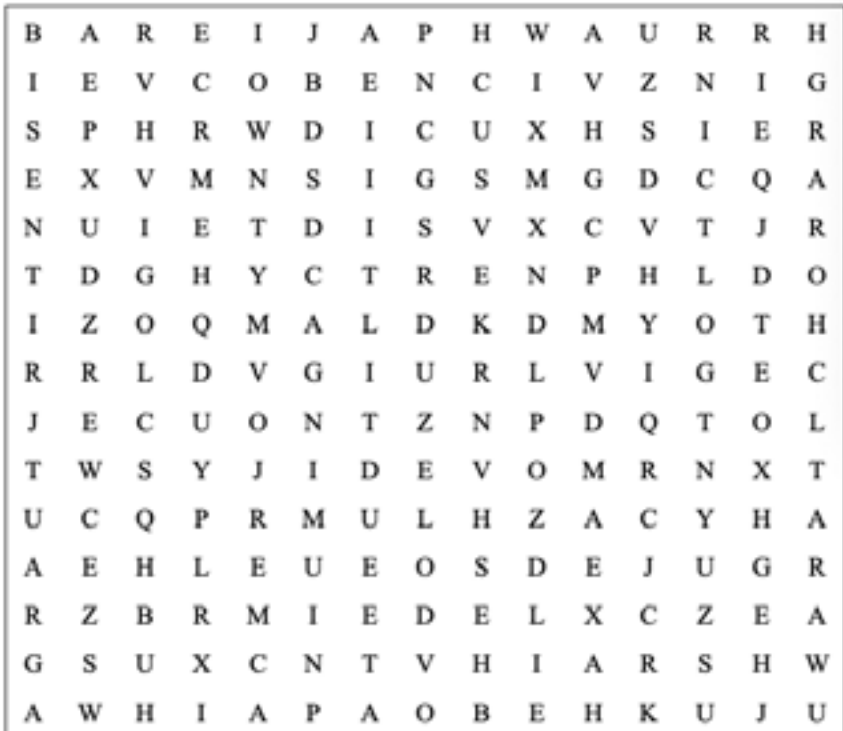 B A R E I J A P H W A U R R H
I E V C O B E N C I V Z N I G
S P H R W D I C U X H S I E R
E X V M N S I G S M G D C Q A
N U I E T D I S V X C V T J R
T D G H Y C T R E N P H L D O
I Z O Q M A L D K D M Y O T H
R R L D V G I U R L V I G E C
J E C U O N T Z N P D Q T O L
T W S Y J I D E V O M R N X T
U C Q P R M U L H Z A C Y H A
A E H L E U E O S D E J U G R
R Z B R M I E D E L X C Z E A
G S U X C N T V H I A R S H W
A W H I A P A O B E H K U J U